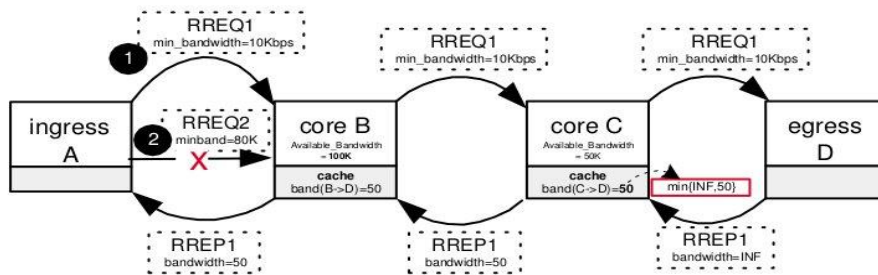 RREQ1
min_bandwidth=10Kbps
RREQ1
min_bandwidth=10Kbps
RREQ1
min_bandwidth=10Kbps
1
ingress
A
2
RREQ2
minband=80K
X
core B
Available_Bandwidth
= 100K
cache
band(B->D)=50
core C
Available_Bandwidth
= 50K
cache
band(C->D)=50
min{INF,50}
egress
D
RREP1
bandwidth=50
RREP1
bandwidth=50
RREP1
bandwidth=INF